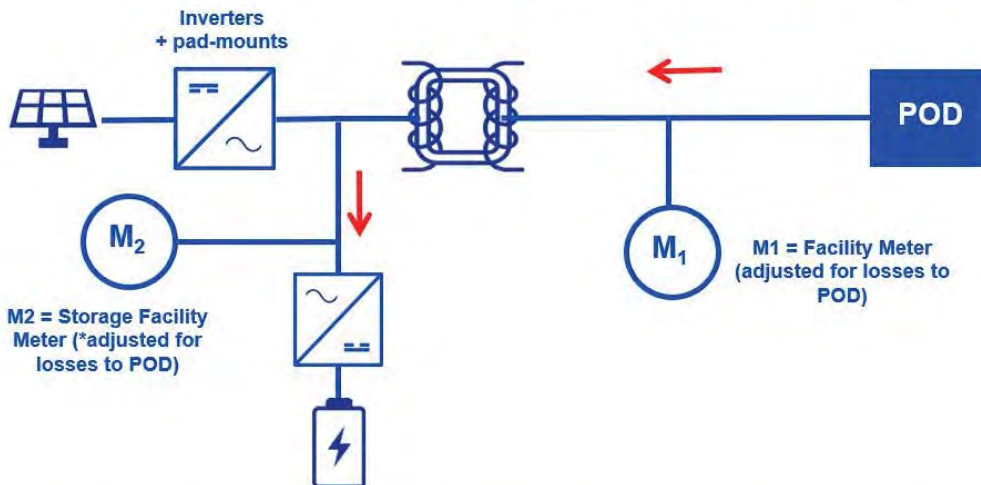 Inverters
+ pad-mounts
POD
M₂
M₁
M1 = Facility Meter
(adjusted for losses to
POD)
M2 = Storage Facility
Meter (*adjusted for
losses to POD)